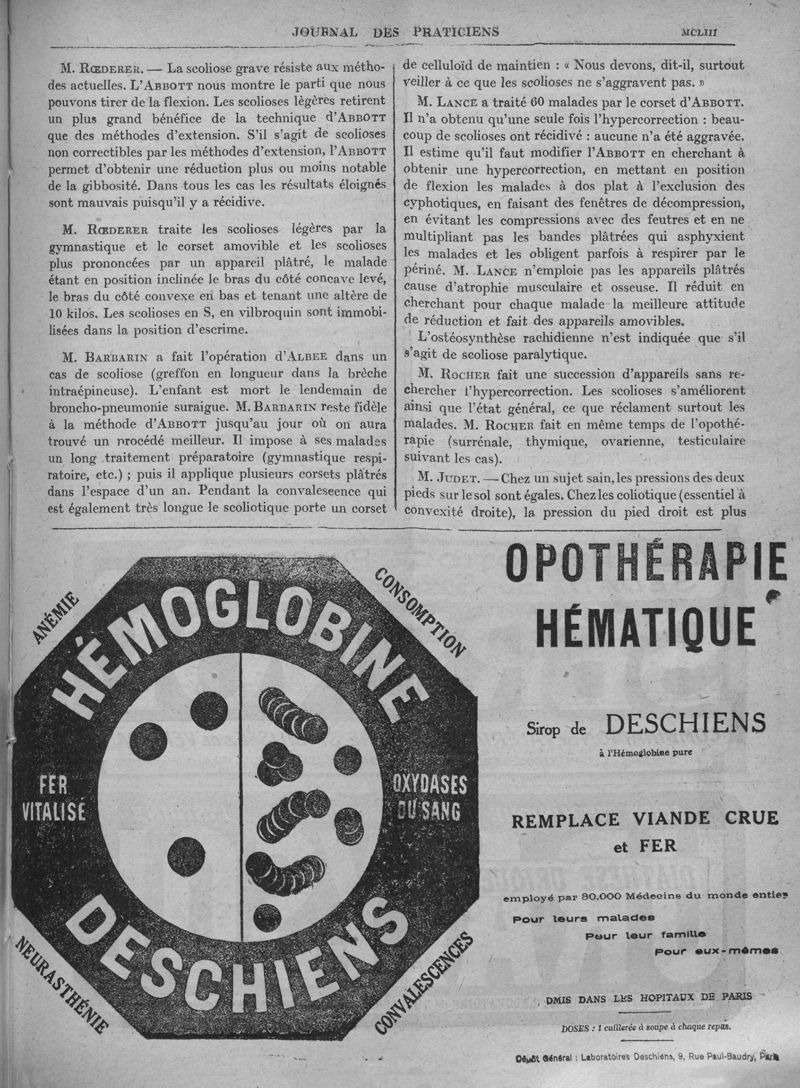 JOURNAL DES PRATICIENS
MCLIII
M. Rœderer. — La scoliose grave résiste aux métho-
des actuelles. L'Abbott nous montre le parti que nous
pouvons tirer de la flexion. Les scolioses légères retirent
un plus grand bénéfice de la technique d'Abbott
que des méthodes d'extension. S'il s'agit de scolioses
non correctibles par les méthodes d'extension, l'Abbott
permet d'obtenir une réduction plus ou moins notable
de la gibbosité. Dans tous les cas les résultats éloignés
sont mauvais puisqu'il y a récidive.
M. Rœderer traite les scolioses légères par la
gymnastique et le corset amovible et les scolioses
plus prononcées par un appareil plâtré, le malade
étant en position inclinée le bras du côté concave levé,
le bras du côté convexe en bas et tenant une altère de
10 kilos. Les scolioses en S, en vilbroquin sont immobi-
lisées dans la position d'escrime.
M. Barbarin a fait l'opération d'Albee dans un
cas de scoliose (greffon en longueur dans la brèche
intraépineuse). L'enfant est mort le lendemain de
broncho-pneumonie suraigue. M. Barbarin reste fidèle
à la méthode d'Abbott jusqu'au jour où on aura
trouvé un procédé meilleur. Il impose à ses malades
un long traitement préparatoire (gymnastique respi-
ratoire, etc.) ; puis il applique plusieurs corsets plâtrés
dans l'espace d'un an. Pendant la convalescence qui
est également très longue le scoliotique porte un corset
de celluloïd de maintien : « Nous devons, dit-il, surtout
veiller à ce que les scolioses ne s'aggravent pas. »
M. Lance a traité 60 malades par le corset d'Abbott.
Il n'a obtenu qu'une seule fois l'hypercorrection : beau-
coup de scolioses ont récidivé : aucune n'a été aggravée.
Il estime qu'il faut modifier l'Abbott en cherchant à
obtenir une hypercorrection, en mettant en position
de flexion les malades à dos plat à l'exclusion des
cyphotiques, en faisant des fenêtres de décompression,
en évitant les compressions avec des feutres et en ne
multipliant pas les bandes plâtrées qui asphyxient
les malades et les obligent parfois à respirer par le
périné. M. Lance n'emploie pas les appareils plâtrés
cause d'atrophie musculaire et osseuse. Il réduit en
cherchant pour chaque malade la meilleure attitude
de réduction et fait des appareils amovibles.
L'ostéosynthèse rachidienne n'est indiquée que s'il
s'agit de scoliose paralytique.
M. Rocher fait une succession d'appareils sans re-
chercher l'hypercorrection. Les scolioses s'améliorent
ainsi que l'état général, ce que réclament surtout les
malades. M. Rocher fait en même temps de l'opothé-
rapie (surrénale, thymique, ovarienne, testiculaire
suivant les cas).
M. Judet. — Chez un sujet sain, les pressions des deux
pieds sur le sol sont égales. Chez les coliotique (essentiel à
convexité droite), la pression du pied droit est plus
ANÉMIE
CONSOMPTION
HÉMOGLOBINE
FER
VITALISÉ
OXYDASES
DU SANG
DESCHIENS
NEURASTHÉNIE
CONVALESCENCES
OPOTHÉRAPIE
HÉMATIQUE
Sirop de DESCHIENS
à l'Hémoglobine pure
REMPLACE VIANDE CRUE
et FER
employé par 80.000 Médecins du monde entier
Pour leurs malades
Pour leur famille
Pour eux-mêmes
DMIS DANS LES HOPITAUX DE PARIS
DOSES : 1 cuillerée à soupe à chaque repas.
Dépôt Général : Laboratoires Deschiens, 9, Rue Paul-Baudry, Paris